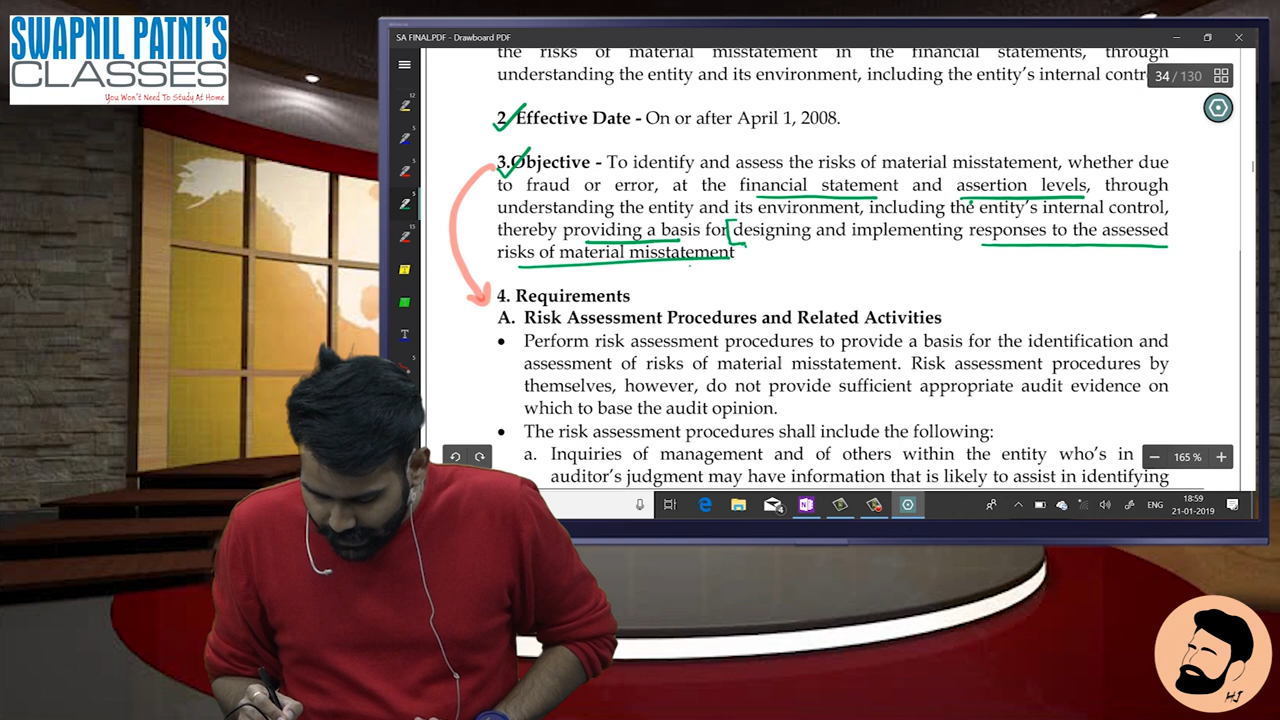 SWAPNIL PATNI'S
CLASSES
You Won't Need To Study At Home
SA FINAL.PDF - Drawboard PDF
34 / 130
the risks of material misstatement in the financial statements, through
understanding the entity and its environment, including the entity's internal contr
2. Effective Date - On or after April 1, 2008.
3. Objective - To identify and assess the risks of material misstatement, whether due
to fraud or error, at the financial statement and assertion levels, through
understanding the entity and its environment, including the entity's internal control,
thereby providing a basis for designing and implementing responses to the assessed
risks of material misstatement
4. Requirements
A. Risk Assessment Procedures and Related Activities
• Perform risk assessment procedures to provide a basis for the identification and
assessment of risks of material misstatement. Risk assessment procedures by
themselves, however, do not provide sufficient appropriate audit evidence on
which to base the audit opinion.
• The risk assessment procedures shall include the following:
a. Inquiries of management and of others within the entity who's in
auditor's judgment may have information that is likely to assist in identifying
165 %
ENG
18:59
21-01-2019
HJ